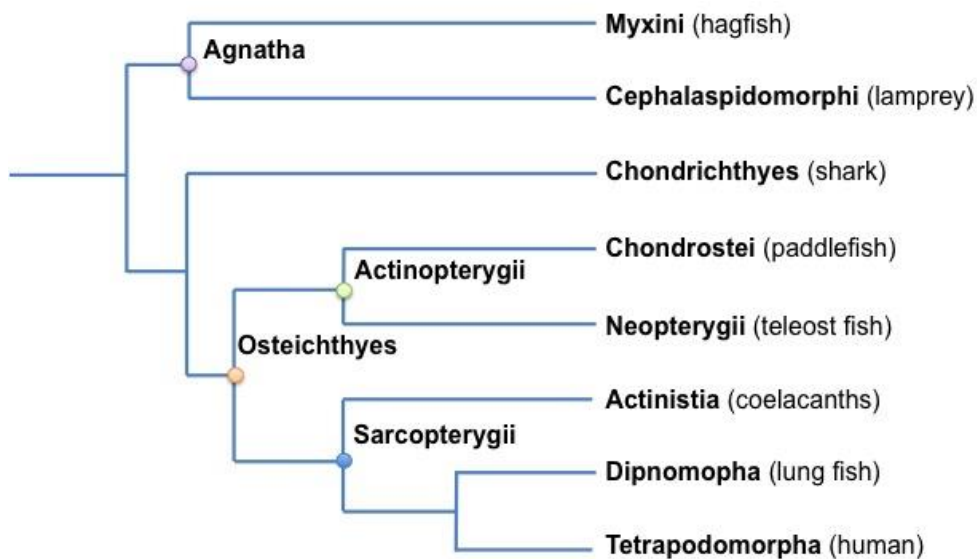 Myxini (hagfish)
Agnatha
Cephalaspidomorphi (lamprey)
Chondrichthyes (shark)
Chondrostei (paddlefish)
Actinopterygii
Neopterygii (teleost fish)
Osteichthyes
Actinistia (coelacanths)
Sarcopterygii
Dipnomopha (lung fish)
Tetrapodomorpha (human)